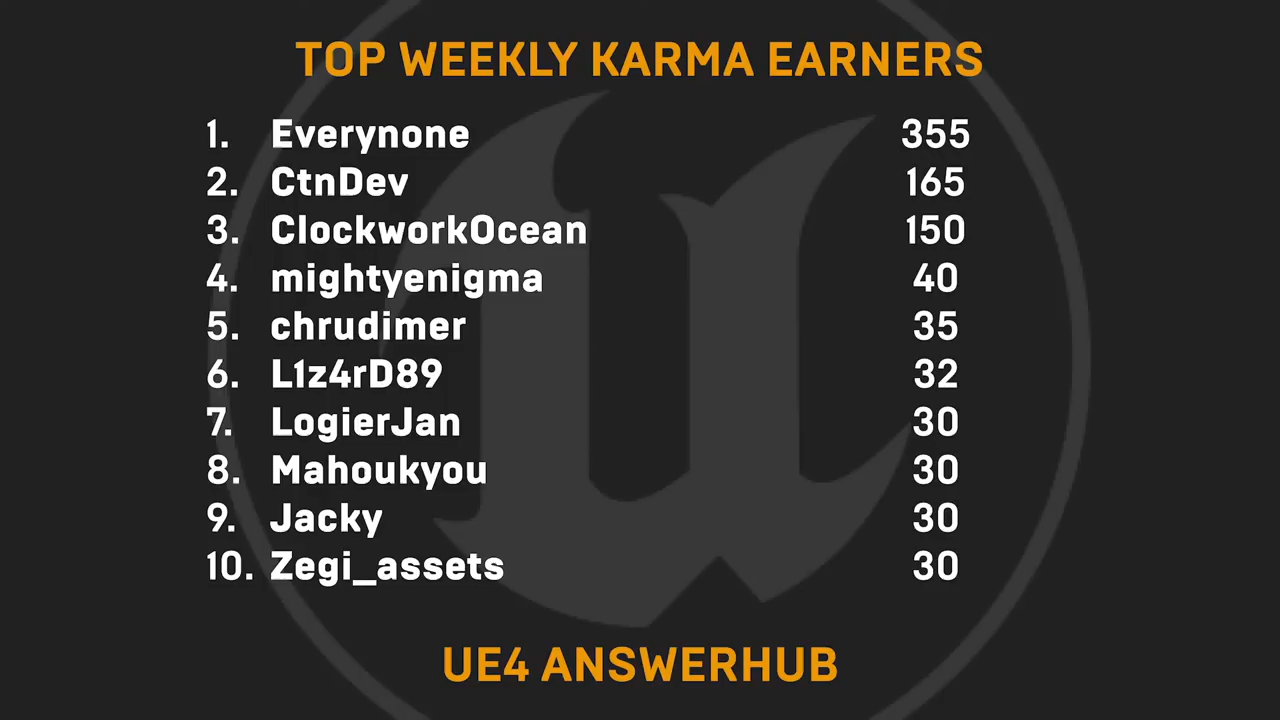 TOP WEEKLY KARMA EARNERS
1. Everynone 355
2. CtnDev 165
3. ClockworkOcean 150
4. mightyenigma 40
5. chrudimer 35
6. L1z4rD89 32
7. LogierJan 30
8. Mahoukyou 30
9. Jacky 30
10. Zegi_assets 30
UE4 ANSWERHUB